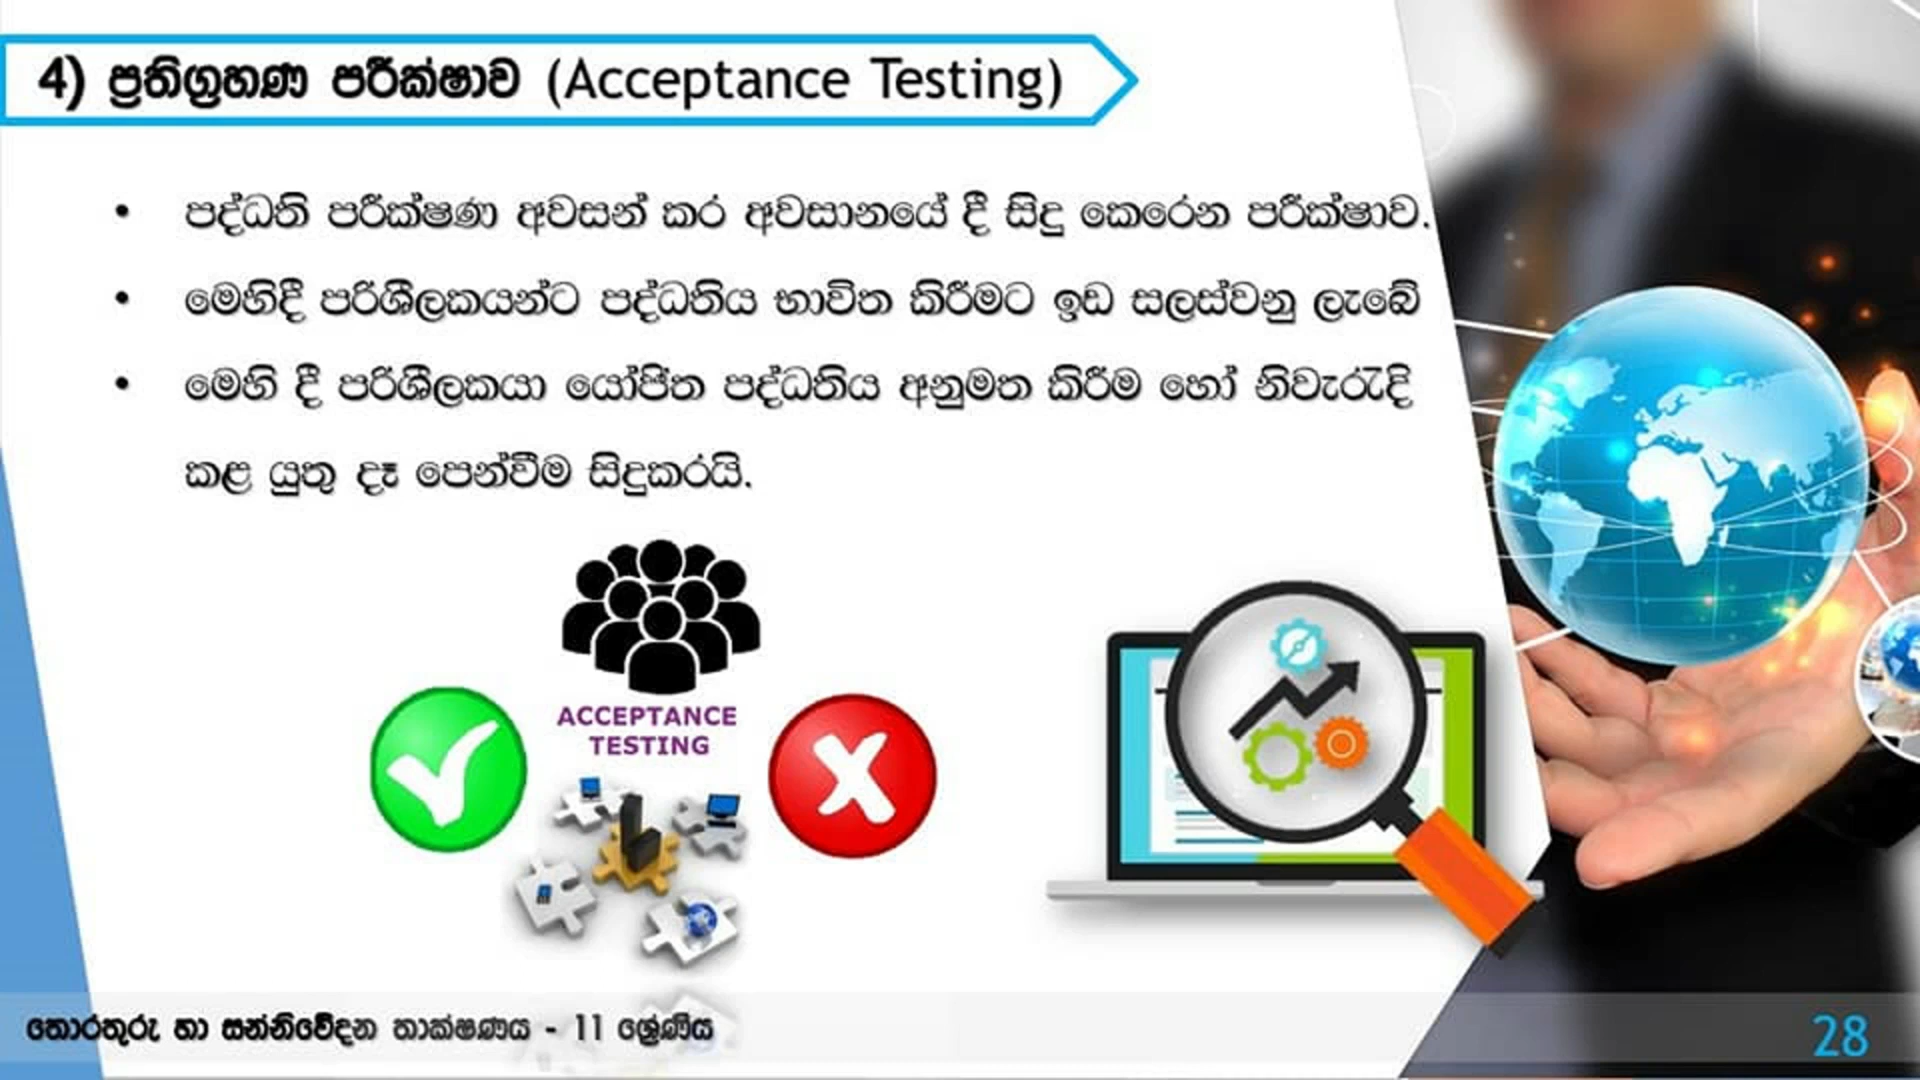 4) ප්‍රතිග්‍රහණ පරීක්ෂාව (Acceptance Testing)
• පද්ධති පරීක්ෂණ අවසන් කර අවසානයේ දී සිදු කෙරෙන පරීක්ෂාව.
• මෙහිදී පරිශීලකයන්ට පද්ධතිය භාවිත කිරීමට ඉඩ සලස්වනු ලැබේ
• මෙහි දී පරිශීලකයා යෝජිත පද්ධතිය අනුමත කිරීම හෝ නිවැරැදි
කළ යුතු දෑ පෙන්වීම සිදුකරයි.
ACCEPTANCE
TESTING
තොරතුරු හා සන්නිවේදන තාක්ෂණය - 11 ශ්‍රේණිය
28